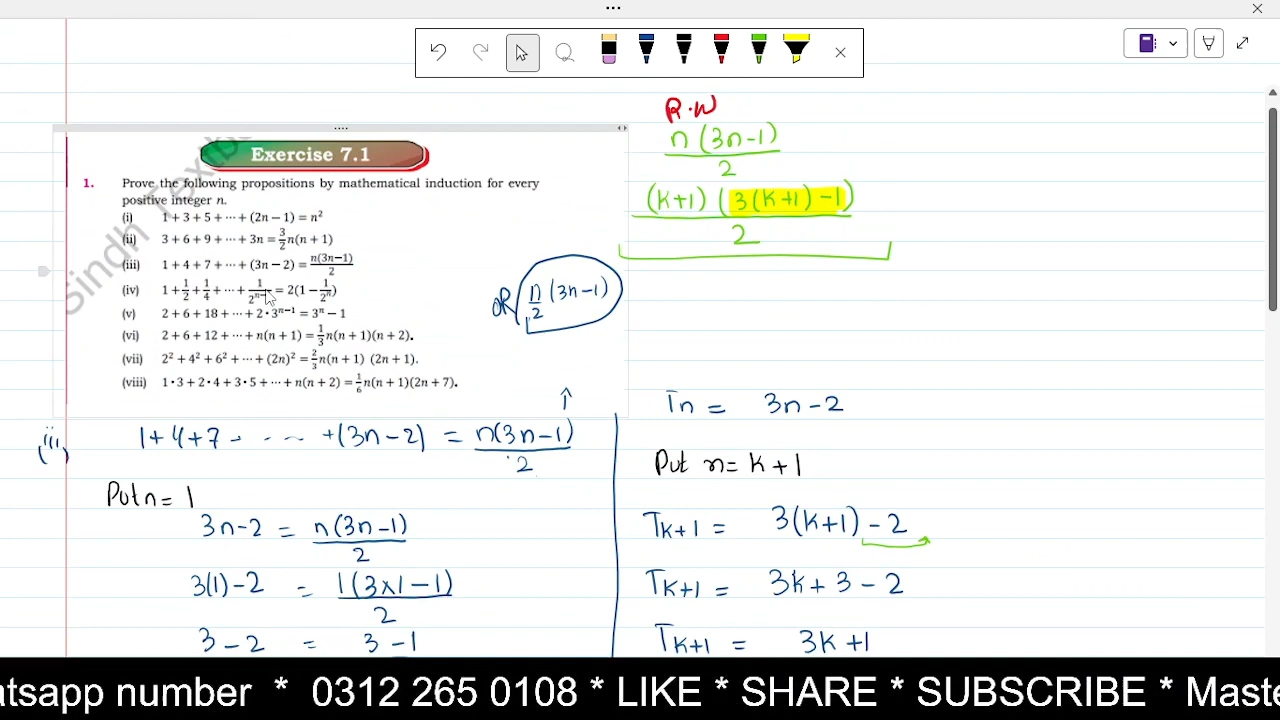 R.W
n(3n-1)/2
(k+1)(3(k+1)-1)/2
Exercise 7.1
1. Prove the following propositions by mathematical induction for every
positive integer n.
(i) 1 + 3 + 5 + ⋯ + (2n − 1) = n²
(ii) 3 + 6 + 9 + ⋯ + 3n = 3/2 n(n + 1)
(iii) 1 + 4 + 7 + ⋯ + (3n − 2) = n(3n−1)/2
(iv) 1 + 1/2 + 1/4 + ⋯ + 1/2ⁿ⁻¹ = 2(1 − 1/2ⁿ)
(v) 2 + 6 + 18 + ⋯ + 2 • 3ⁿ⁻¹ = 3ⁿ − 1
(vi) 2 + 6 + 12 + ⋯ + n(n + 1) = 1/3 n(n + 1)(n + 2).
(vii) 2² + 4² + 6² + ⋯ + (2n)² = 2/3 n(n + 1) (2n + 1).
(viii) 1 • 3 + 2 • 4 + 3 • 5 + ⋯ + n(n + 2) = 1/6 n(n + 1)(2n + 7).
OR n/2 (3n-1)
(iii) 1+4+7 - ... ... +(3n-2) = n(3n-1)/2
Put n = 1
3n-2 = n(3n-1)/2
3(1)-2 = 1(3x1-1)/2
3-2 = 3-1
Tn = 3n-2
Put n = k+1
Tk+1 = 3(k+1)-2
Tk+1 = 3k+3-2
Tk+1 = 3k+1
atsapp number * 0312 265 0108 * LIKE * SHARE * SUBSCRIBE * Maste